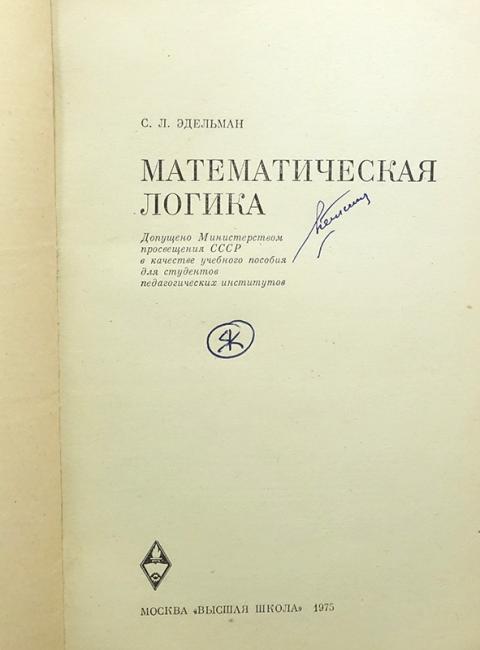 С. Л. ЭДЕЛЬМАН
МАТЕМАТИЧЕСКАЯ
ЛОГИКА
Допущено Министерством
просвещения СССР
в качестве учебного пособия
для студентов
педагогических институтов
МОСКВА «ВЫСШАЯ ШКОЛА» 1975